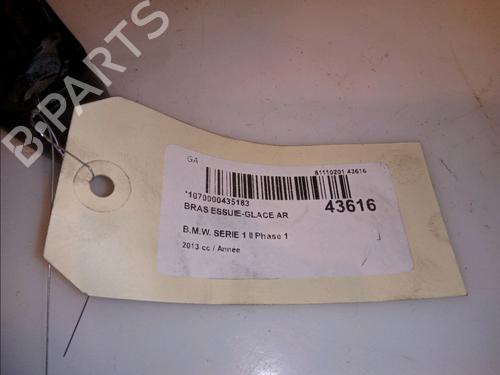 B-PARTS
GA
81110201 43616
*1070000435183
BRAS ESSUIE-GLACE AR
43616
B.M.W. SERIE 1 II Phase 1
2013 cc / Annee